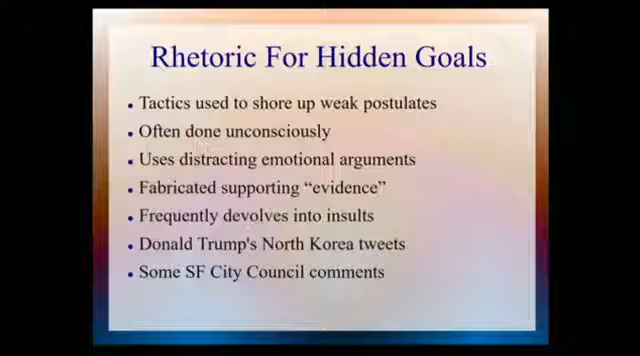 Rhetoric For Hidden Goals
• Tactics used to shore up weak postulates
• Often done unconsciously
• Uses distracting emotional arguments
• Fabricated supporting “evidence”
• Frequently devolves into insults
• Donald Trump's North Korea tweets
• Some SF City Council comments